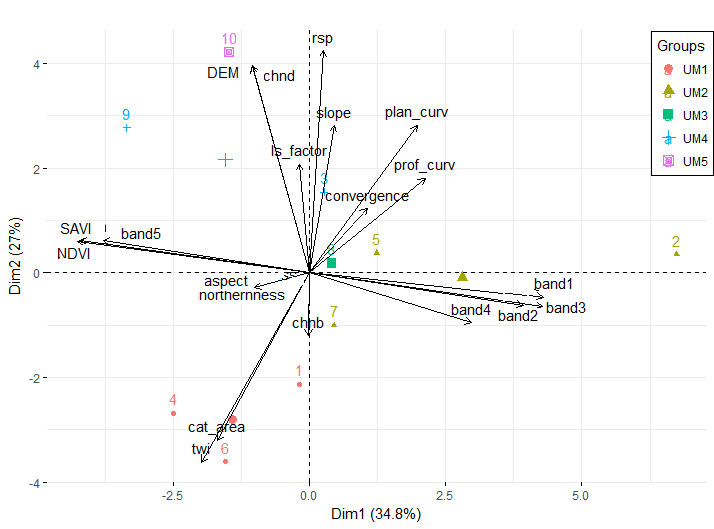 10
rsp
Groups
DEM
chnd
UM1
UM2
UM3
UM4
UM5
9
slope
plan_curv
ls_factor
prof_curv
3
convergence
SAVI
band5
NDVI
8
5
2
aspect
northernness
band1
band4
band2
band3
chnb
7
1
4
cat_area
twi
6
4
2
0
-2
-4
Dim2 (27%)
-2.5
0.0
2.5
5.0
Dim1 (34.8%)